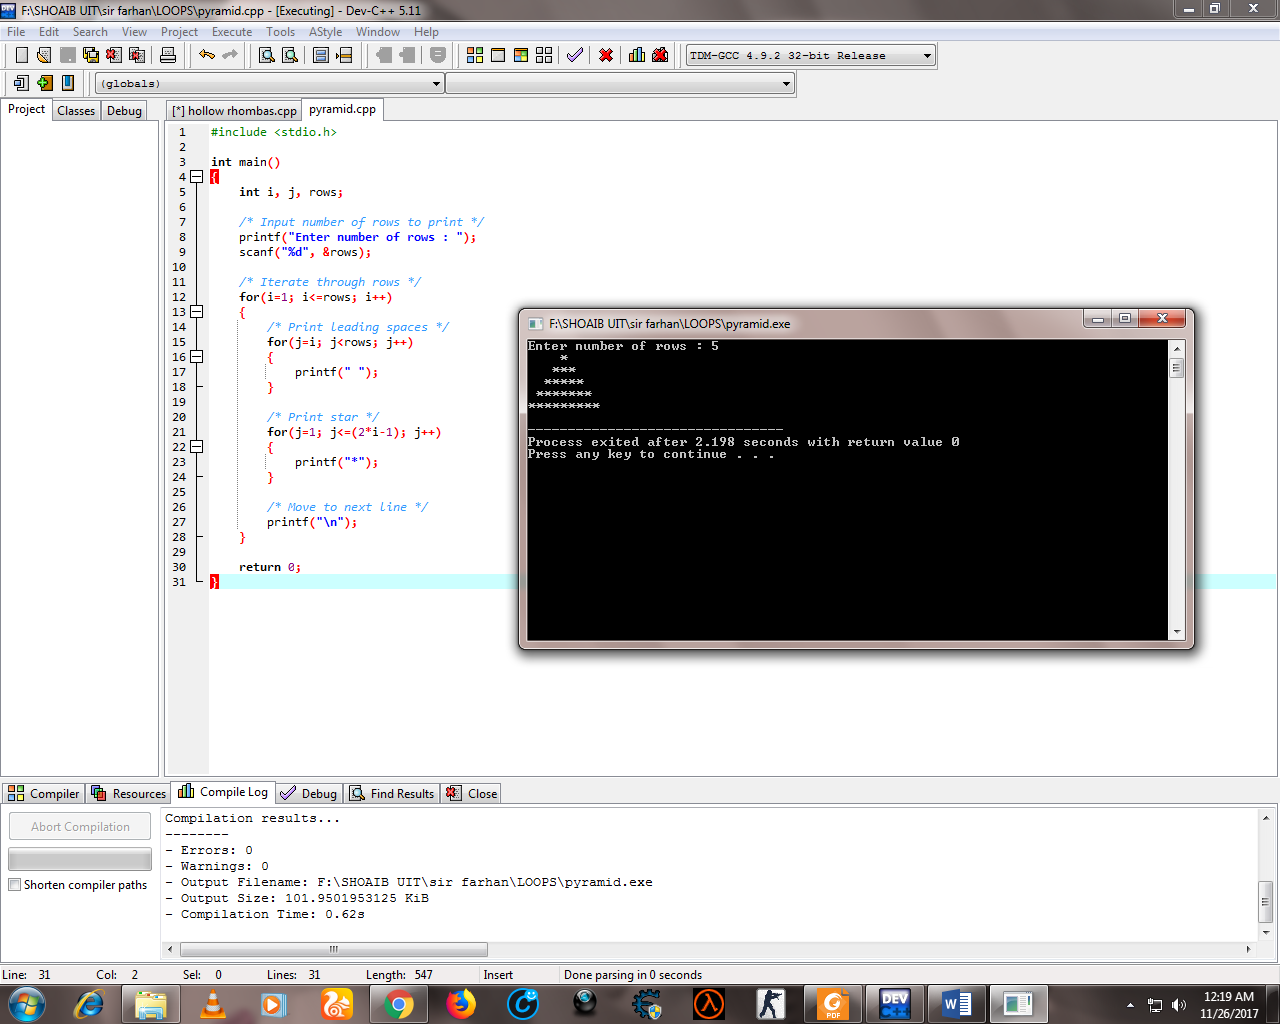 F:\SHOAIB UIT\sir farhan\LOOPS\pyramid.cpp - [Executing] - Dev-C++ 5.11
File Edit Search View Project Execute Tools AStyle Window Help
TDM-GCC 4.9.2 32-bit Release
(globals)
Project Classes Debug
[*] hollow rhombas.cpp pyramid.cpp
1 #include <stdio.h>
2
3 int main()
4 {
5     int i, j, rows;
6
7     /* Input number of rows to print */
8     printf("Enter number of rows : ");
9     scanf("%d", &rows);
10
11     /* Iterate through rows */
12     for(i=1; i<=rows; i++)
13     {
14         /* Print leading spaces */
15         for(j=i; j<rows; j++)
16         {
17             printf(" ");
18         }
19
20         /* Print star */
21         for(j=1; j<=(2*i-1); j++)
22         {
23             printf("*");
24         }
25
26         /* Move to next line */
27         printf("\n");
28     }
29
30     return 0;
31 }
F:\SHOAIB UIT\sir farhan\LOOPS\pyramid.exe
Enter number of rows : 5
    *
   ***
  *****
 *******
*********
--------------------------------
Process exited after 2.198 seconds with return value 0
Press any key to continue . . .
Compiler Resources Compile Log Debug Find Results Close
Abort Compilation
Shorten compiler paths
Compilation results...
--------
- Errors: 0
- Warnings: 0
- Output Filename: F:\SHOAIB UIT\sir farhan\LOOPS\pyramid.exe
- Output Size: 101.9501953125 KiB
- Compilation Time: 0.62s
Line: 31 Col: 2 Sel: 0 Lines: 31 Length: 547 Insert Done parsing in 0 seconds
PDF
DEV C++
12:19 AM
11/26/2017